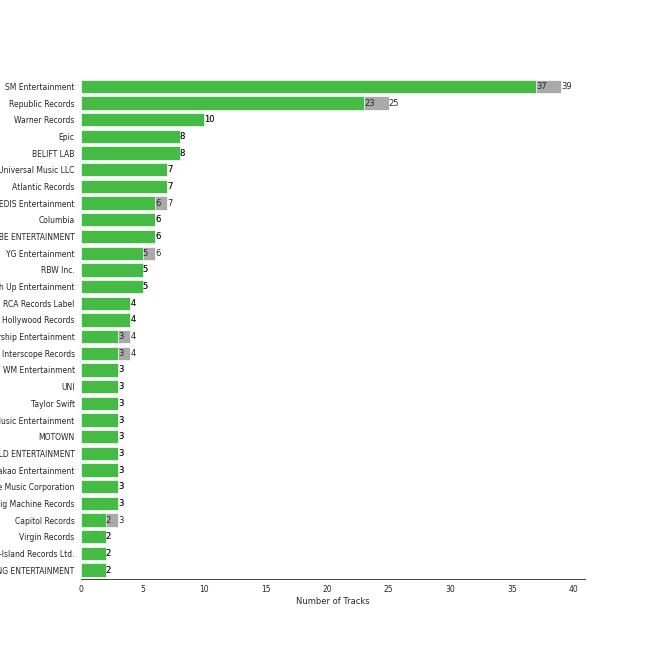 SM Entertainment 37 39
Republic Records 23 25
Warner Records 10
Epic 8
BELIFT LAB 8
Universal Music LLC 7
Atlantic Records 7
EDIS Entertainment 6 7
Columbia 6
BE ENTERTAINMENT 6
YG Entertainment 5 6
RBW Inc. 5
h Up Entertainment 5
RCA Records Label 4
Hollywood Records 4
rship Entertainment 3 4
Interscope Records 3 4
WM Entertainment 3
UNI 3
Taylor Swift 3
usic Entertainment 3
MOTOWN 3
LD ENTERTAINMENT 3
akao Entertainment 3
e Music Corporation 3
ig Machine Records 3
Capitol Records 2 3
Virgin Records 2
-Island Records Ltd. 2
NG ENTERTAINMENT 2
0 5 10 15 20 25 30 35 40
Number of Tracks